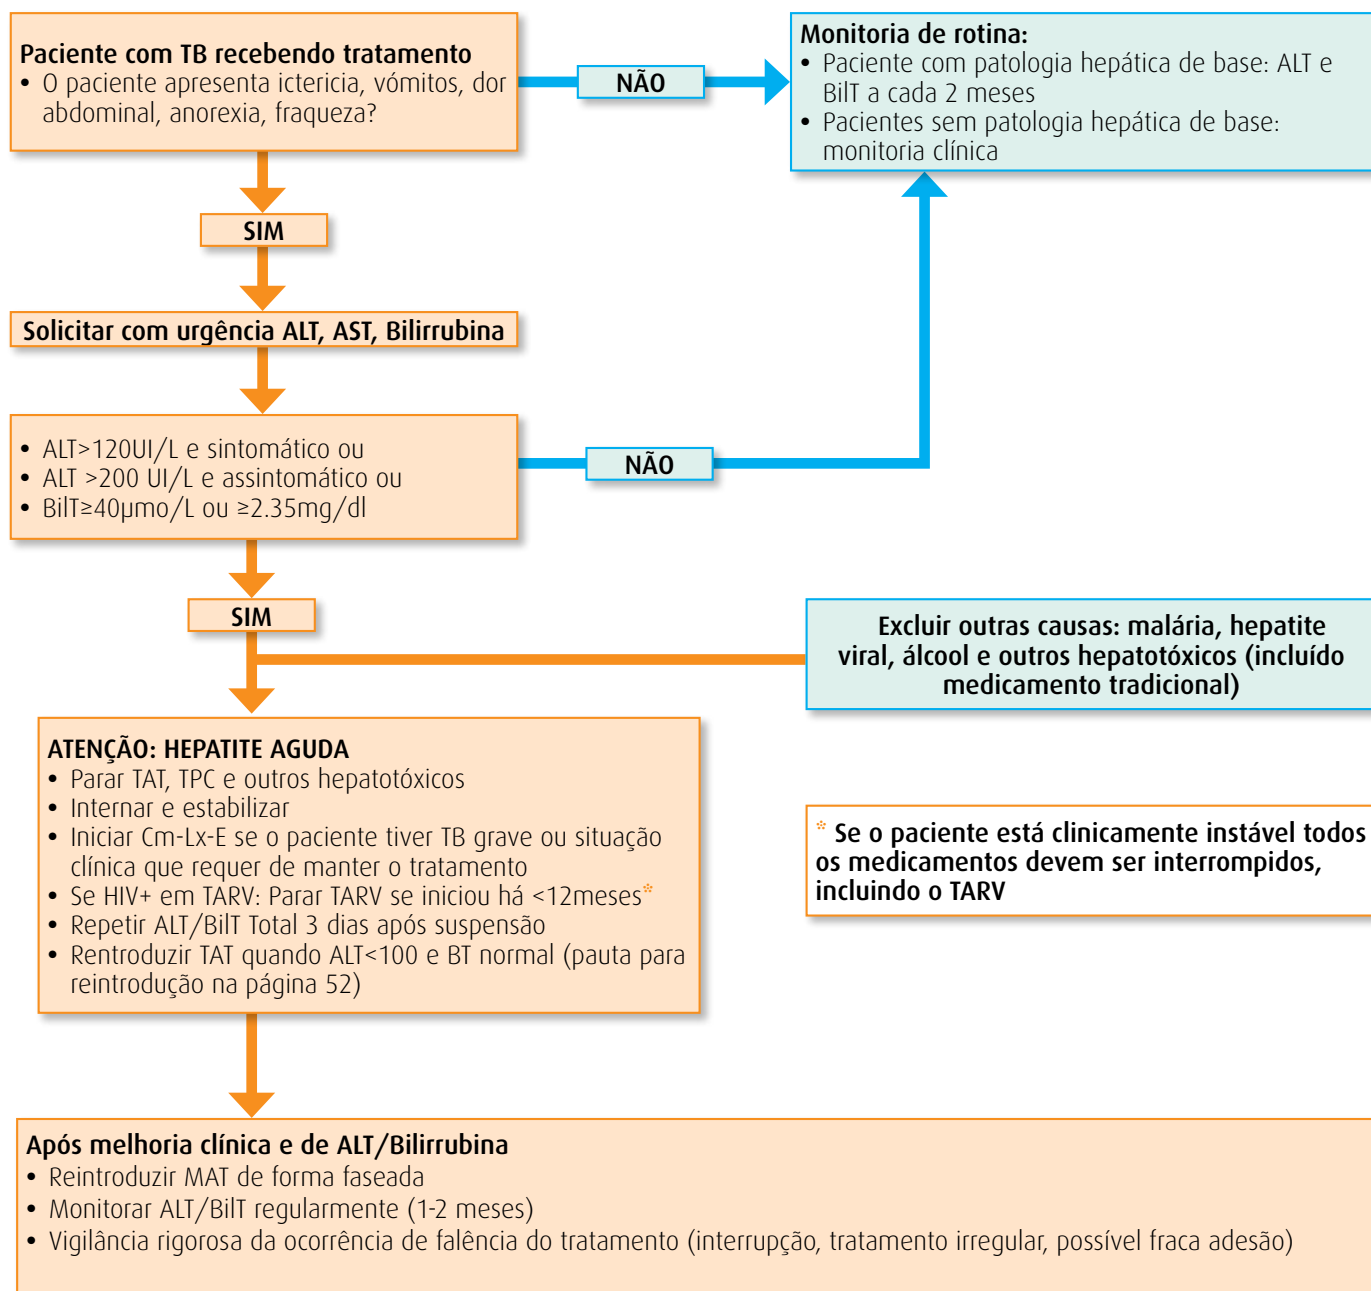 Paciente com TB recebendo tratamento
• O paciente apresenta ictericia, vómitos, dor
abdominal, anorexia, fraqueza?
NÃO
Monitoria de rotina:
• Paciente com patologia hepática de base: ALT e
BilT a cada 2 meses
• Pacientes sem patologia hepática de base:
monitoria clínica
SIM
Solicitar com urgência ALT, AST, Bilirrubina
• ALT>120UI/L e sintomático ou
• ALT >200 UI/L e assintomático ou
• BilT≥40µmo/L ou ≥2.35mg/dl
NÃO
SIM
Excluir outras causas: malária, hepatite
viral, álcool e outros hepatotóxicos (incluído
medicamento tradicional)
ATENÇÃO: HEPATITE AGUDA
• Parar TAT, TPC e outros hepatotóxicos
• Internar e estabilizar
• Iniciar Cm-Lx-E se o paciente tiver TB grave ou situação
clínica que requer de manter o tratamento
• Se HIV+ em TARV: Parar TARV se iniciou há <12meses*
• Repetir ALT/BilT Total 3 dias após suspensão
• Rentroduzir TAT quando ALT<100 e BT normal (pauta para
reintrodução na página 52)
* Se o paciente está clinicamente instável todos
os medicamentos devem ser interrompidos,
incluindo o TARV
Após melhoria clínica e de ALT/Bilirrubina
• Reintroduzir MAT de forma faseada
• Monitorar ALT/BilT regularmente (1-2 meses)
• Vigilância rigorosa da ocorrência de falência do tratamento (interrupção, tratamento irregular, possível fraca adesão)